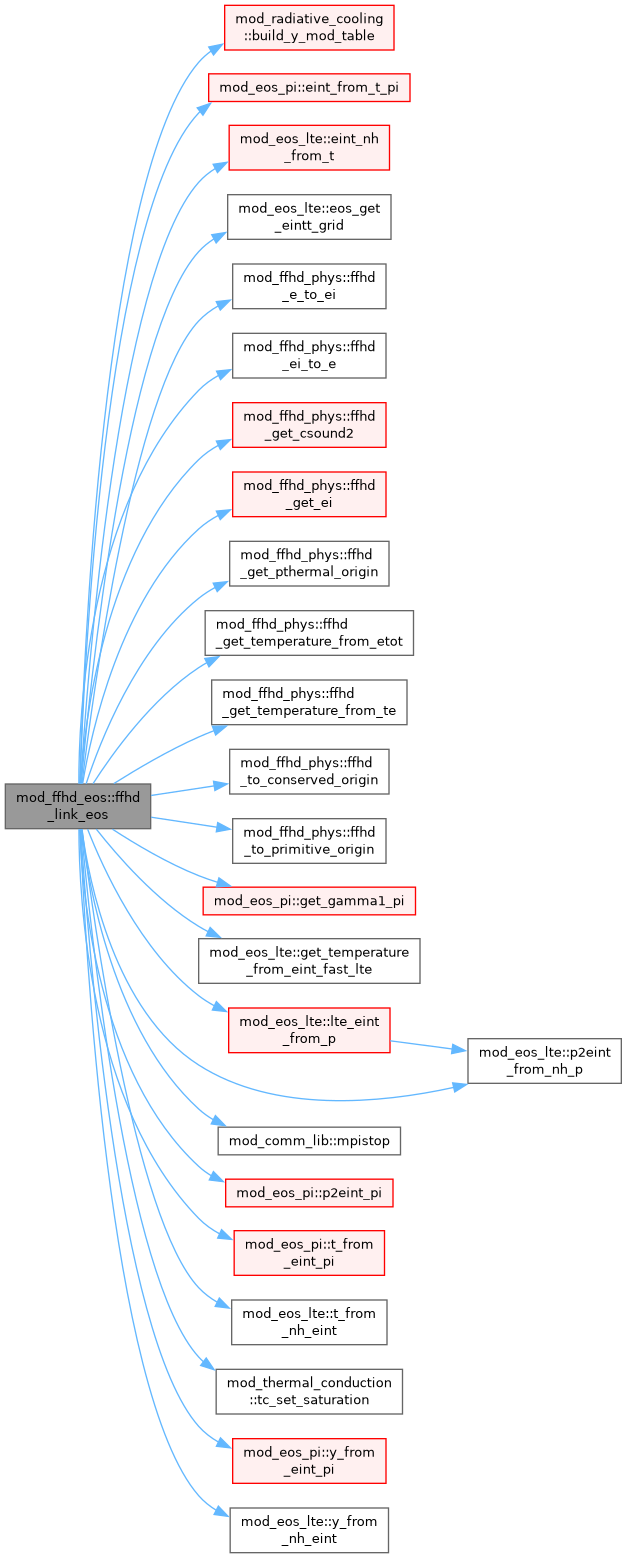 mod_radiative_cooling
::build_y_mod_table
mod_eos_pi::eint_from_t_pi
mod_eos_lte::eint_nh
_from_t
mod_eos_lte::eos_get
_eintt_grid
mod_ffhd_phys::ffhd
_e_to_ei
mod_ffhd_phys::ffhd
_ei_to_e
mod_ffhd_phys::ffhd
_get_csound2
mod_ffhd_phys::ffhd
_get_ei
mod_ffhd_phys::ffhd
_get_pthermal_origin
mod_ffhd_phys::ffhd
_get_temperature_from_etot
mod_ffhd_phys::ffhd
_get_temperature_from_te
mod_ffhd_eos::ffhd
_link_eos
mod_ffhd_phys::ffhd
_to_conserved_origin
mod_ffhd_phys::ffhd
_to_primitive_origin
mod_eos_pi::get_gamma1_pi
mod_eos_lte::get_temperature
_from_eint_fast_lte
mod_eos_lte::lte_eint
_from_p
mod_eos_lte::p2eint
_from_nh_p
mod_comm_lib::mpistop
mod_eos_pi::p2eint_pi
mod_eos_pi::t_from
_eint_pi
mod_eos_lte::t_from
_nh_eint
mod_thermal_conduction
::tc_set_saturation
mod_eos_pi::y_from
_eint_pi
mod_eos_lte::y_from
_nh_eint